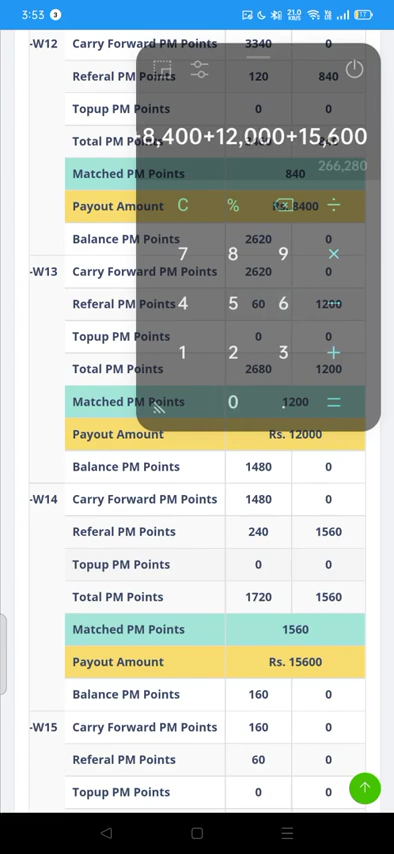 3:53 3 21.0 KB/S 17
-W12 Carry Forward PM Points 3340 0
Referal PM Points 120 840
Topup PM Points 0 0
Total PM Points
8,400+12,000+15,600
266,280
Matched PM Points 840
Payout Amount Rs. 8400
C % ÷
Balance PM Points 2620 0
7 8 9 ×
-W13 Carry Forward PM Points 2620 0
Referal PM Points 60 1200
4 5 6 −
Topup PM Points 0 0
1 2 3 +
Total PM Points 2680 1200
Matched PM Points 1200
0 . =
Payout Amount Rs. 12000
Balance PM Points 1480 0
-W14 Carry Forward PM Points 1480 0
Referal PM Points 240 1560
Topup PM Points 0 0
Total PM Points 1720 1560
Matched PM Points 1560
Payout Amount Rs. 15600
Balance PM Points 160 0
-W15 Carry Forward PM Points 160 0
Referal PM Points 60 0
Topup PM Points 0 0